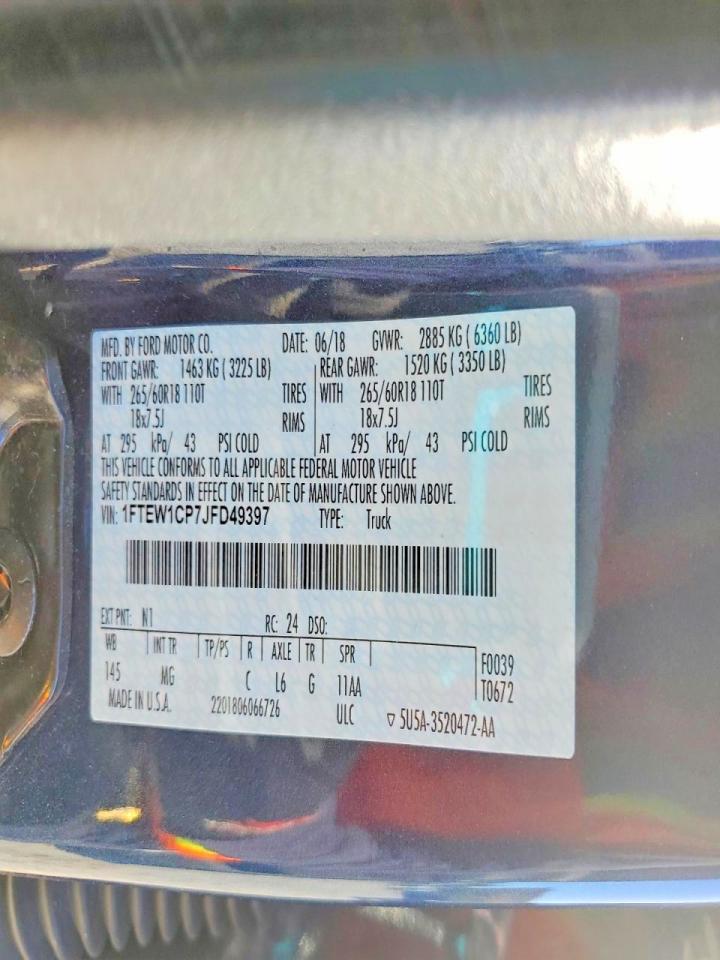 MFD. BY FORD MOTOR CO. DATE: 06/18 GVWR: 2885 KG ( 6360 LB)
FRONT GAWR: 1463 KG ( 3225 LB) REAR GAWR: 1520 KG ( 3350 LB)
WITH 265/60R18 110T TIRES WITH 265/60R18 110T TIRES
18x7.5J RIMS 18x7.5J RIMS
AT 295 kPa/ 43 PSI COLD AT 295 kPa/ 43 PSI COLD
THIS VEHICLE CONFORMS TO ALL APPLICABLE FEDERAL MOTOR VEHICLE
SAFETY STANDARDS IN EFFECT ON THE DATE OF MANUFACTURE SHOWN ABOVE.
VIN: 1FTEW1CP7JFD49397 TYPE: Truck
EXT PNT: N1 RC: 24 DSO:
WB INT TR TP/PS R AXLE TR SPR F0039
145 MG C L6 G 11AA T0672
MADE IN U.S.A. 2201806066726 ULC ▽ 5U5A-3520472-AA